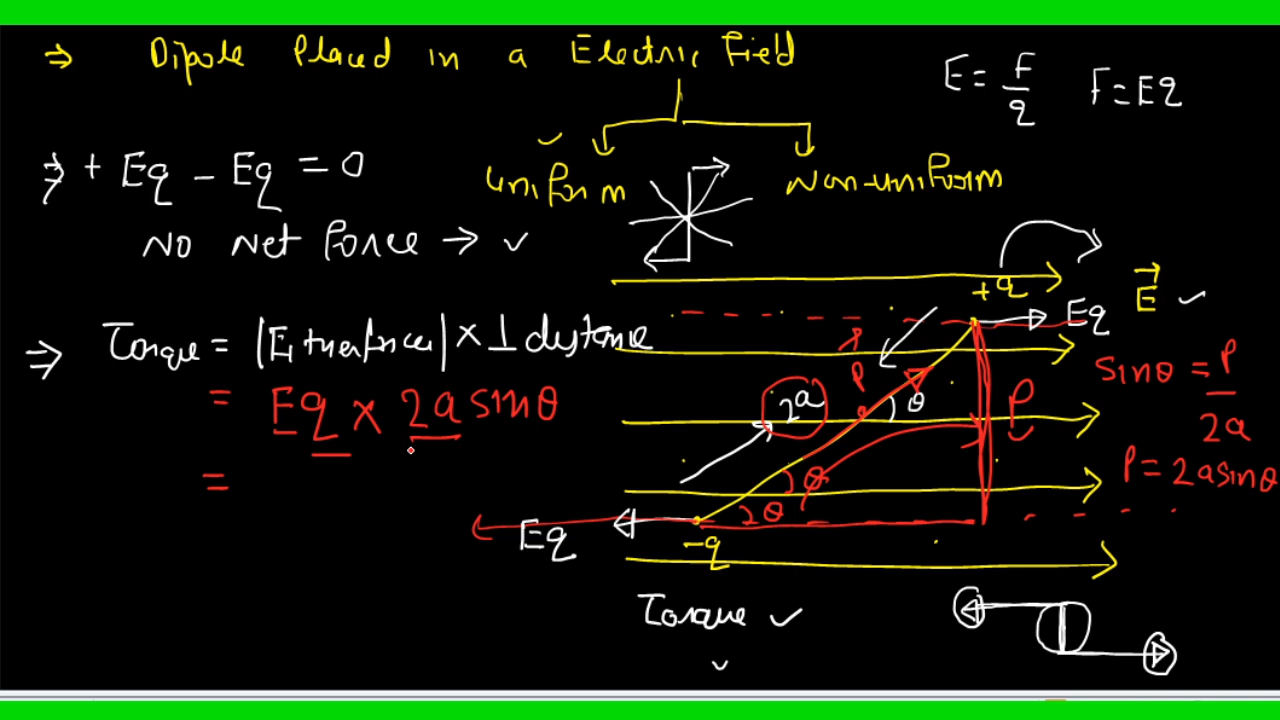 ⇒ Dipole Placed in a Electric Field
E = F/q F = Eq
Uniform Non-uniform
⇒ + Eq - Eq = 0
No Net Force → ✓
+q
Eq
E⃗ ✓
⇒ Torque = |Either force| × ⊥ distance
= Eq × 2a sinθ
=
P
2a
θ
P
sinθ = P/2a
P = 2a sinθ
θ
θ
Eq
-q
Torque ✓